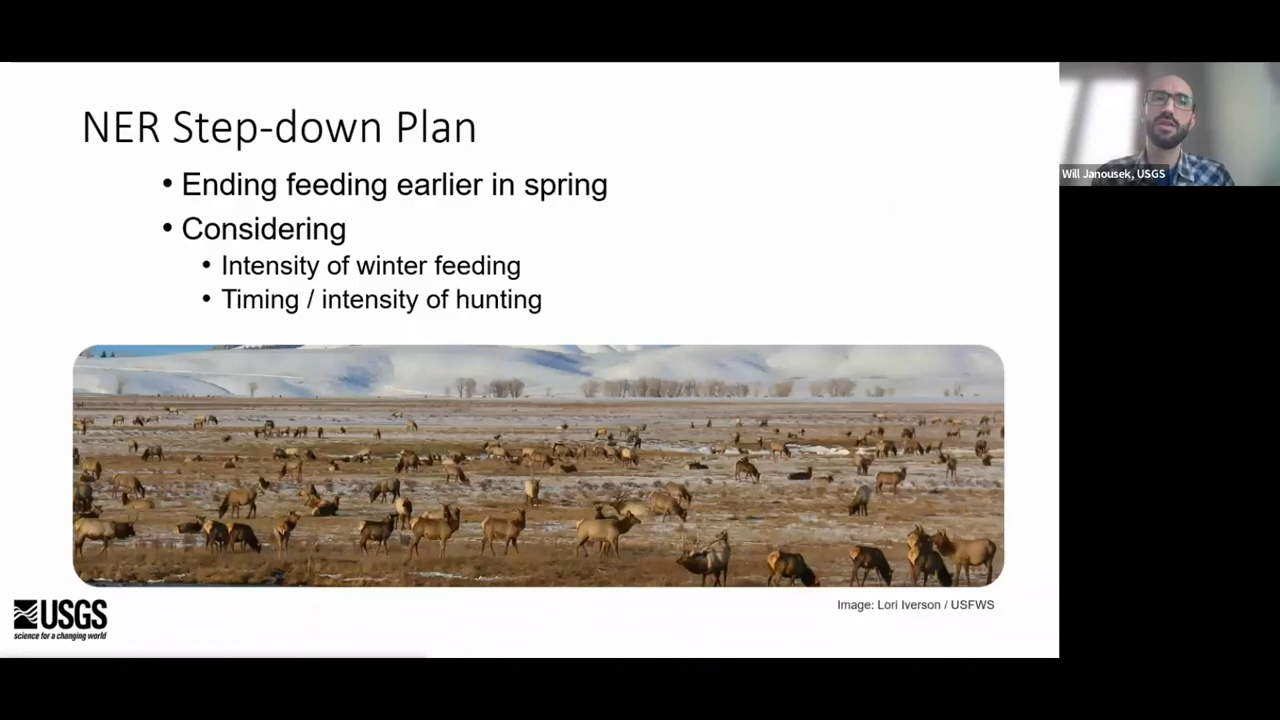 NER Step-down Plan
• Ending feeding earlier in spring
• Considering
• Intensity of winter feeding
• Timing / intensity of hunting
Image: Lori Iverson / USFWS
USGS
science for a changing world
Will Janousek, USGS